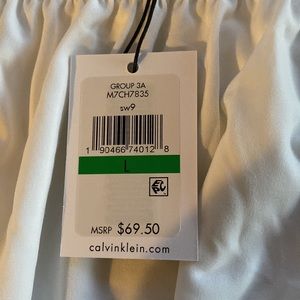 GROUP 3A
M7CH7835
sw9
1 90466 74012 8
L
MSRP $69.50
calvinklein.com